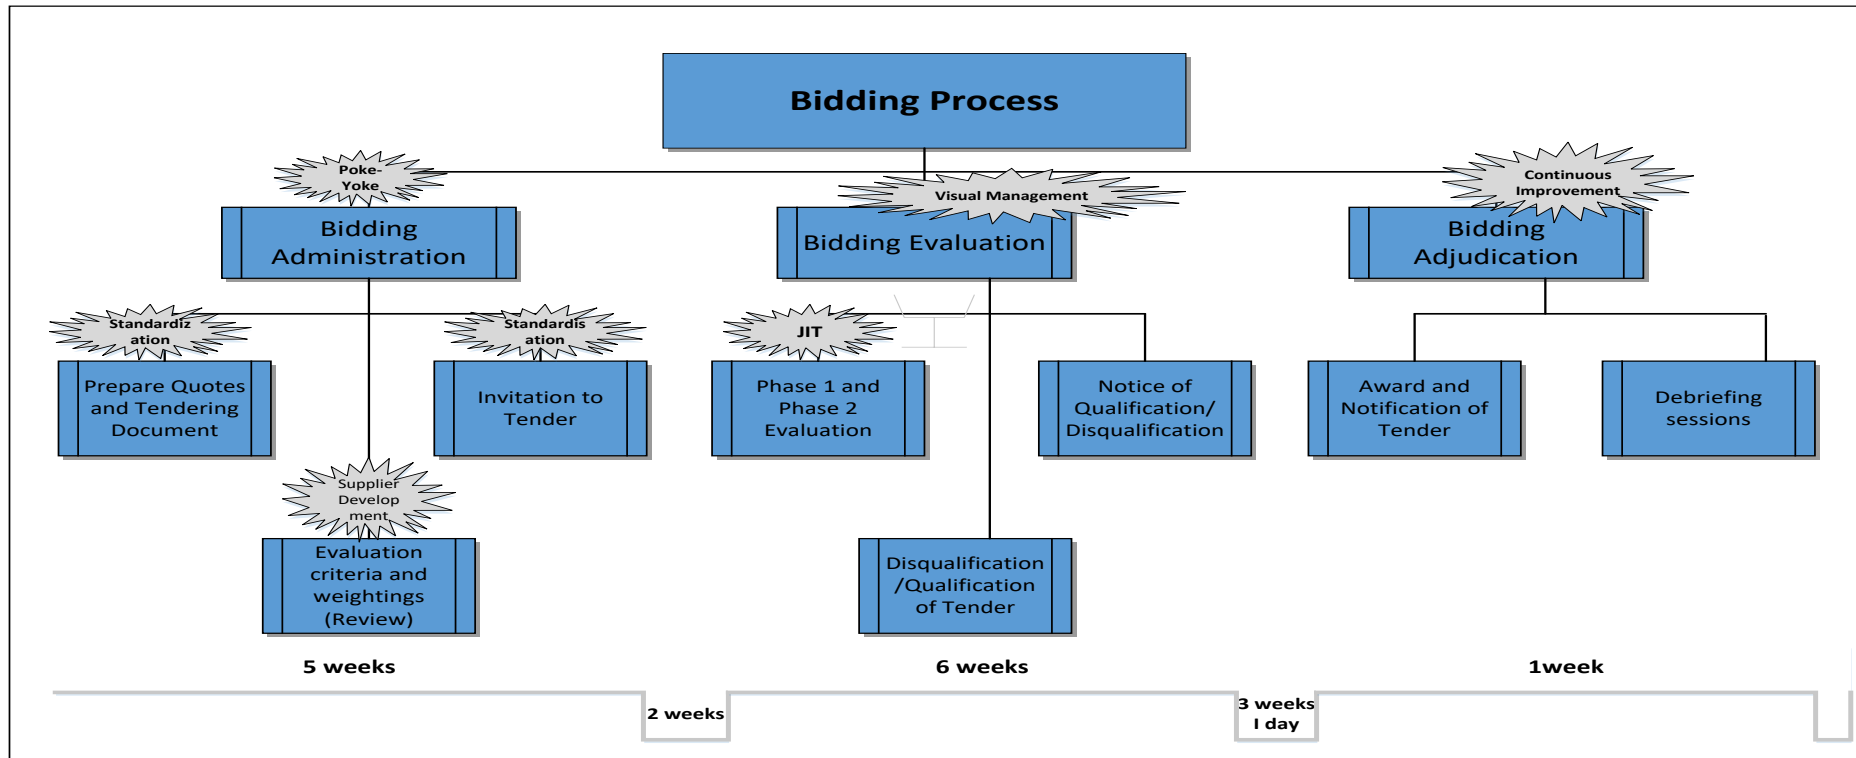 Bidding Process
Poke-
Yoke
Visual Management
Continuous
Improvement
Bidding
Administration
Bidding Evaluation
Bidding
Adjudication
Standardiz
ation
Standardis
ation
JIT
Prepare Quotes
and Tendering
Document
Invitation to
Tender
Phase 1 and
Phase 2
Evaluation
Notice of
Qualification/
Disqualification
Award and
Notification of
Tender
Debriefing
sessions
Supplier
Develop
ment
Evaluation
criteria and
weightings
(Review)
Disqualification
/Qualification
of Tender
5 weeks
6 weeks
1week
2 weeks
3 weeks
I day